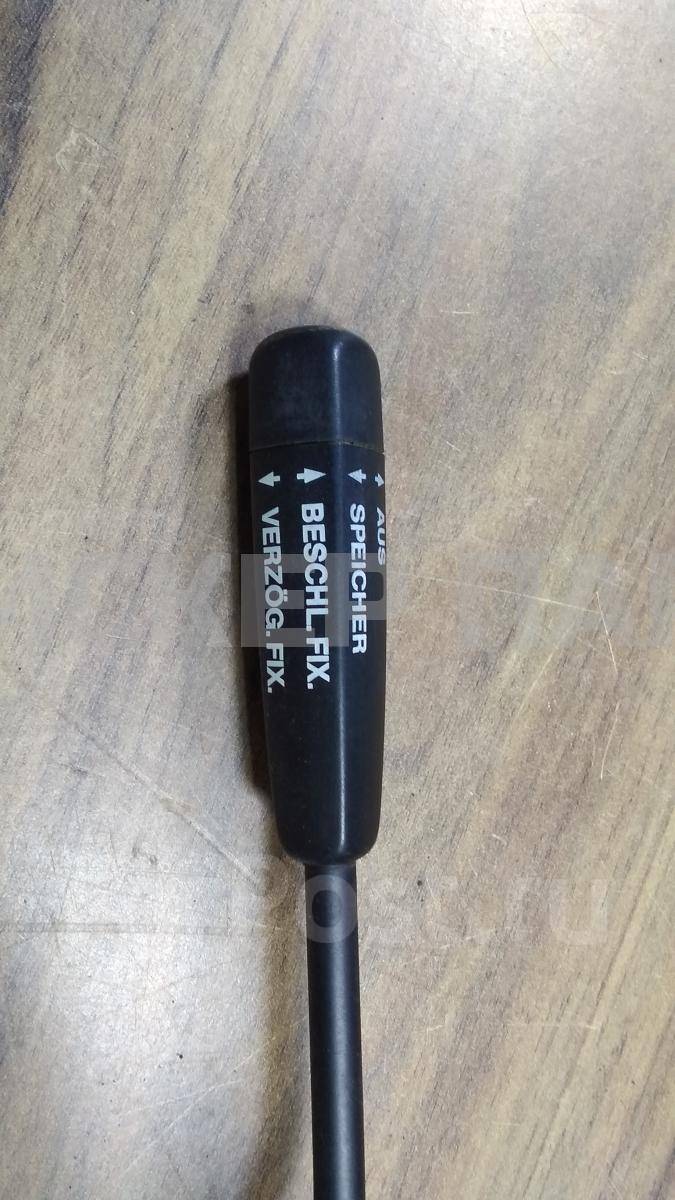 AUS
SPEICHER
BESCHL. FIX.
VERZÖG. FIX.